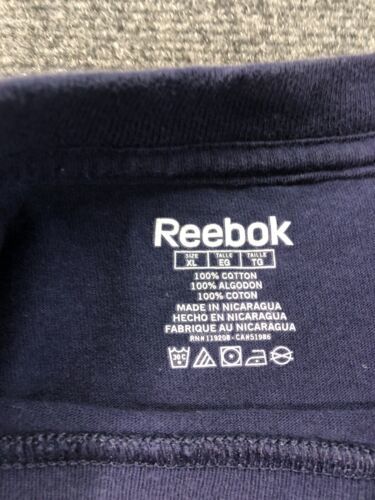 Reebok
SIZE TALLE TAILLE
XL EG TG
100% COTTON
100% ALGODON
100% COTON
MADE IN NICARAGUA
HECHO EN NICARAGUA
FABRIQUE AU NICARAGUA
RN# 119208 - CA#51986
30 C